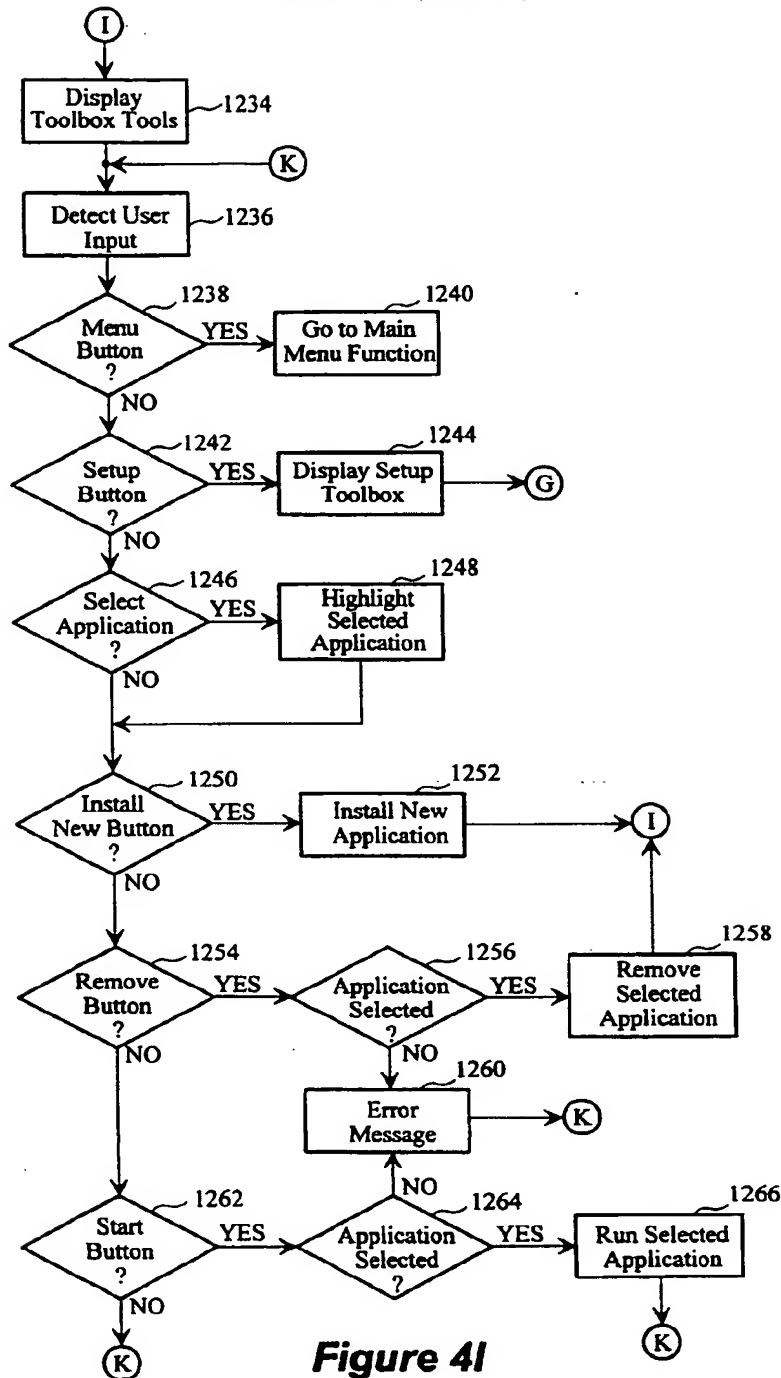 I
Display
Toolbox Tools
1234
K
Detect User
Input
1236
Menu
Button
?
1238
YES
NO
Go to Main
Menu Function
1240
Setup
Button
?
1242
YES
NO
Display Setup
Toolbox
1244
G
Select
Application
?
1246
YES
NO
Highlight
Selected
Application
1248
Install
New Button
?
1250
YES
NO
Install New
Application
1252
I
Remove
Button
?
1254
YES
NO
Application
Selected
?
1256
YES
NO
Remove
Selected
Application
1258
Error
Message
1260
K
Start
Button
?
1262
YES
NO
Application
Selected
?
1264
NO
YES
Run Selected
Application
1266
K
K
Figure 4I